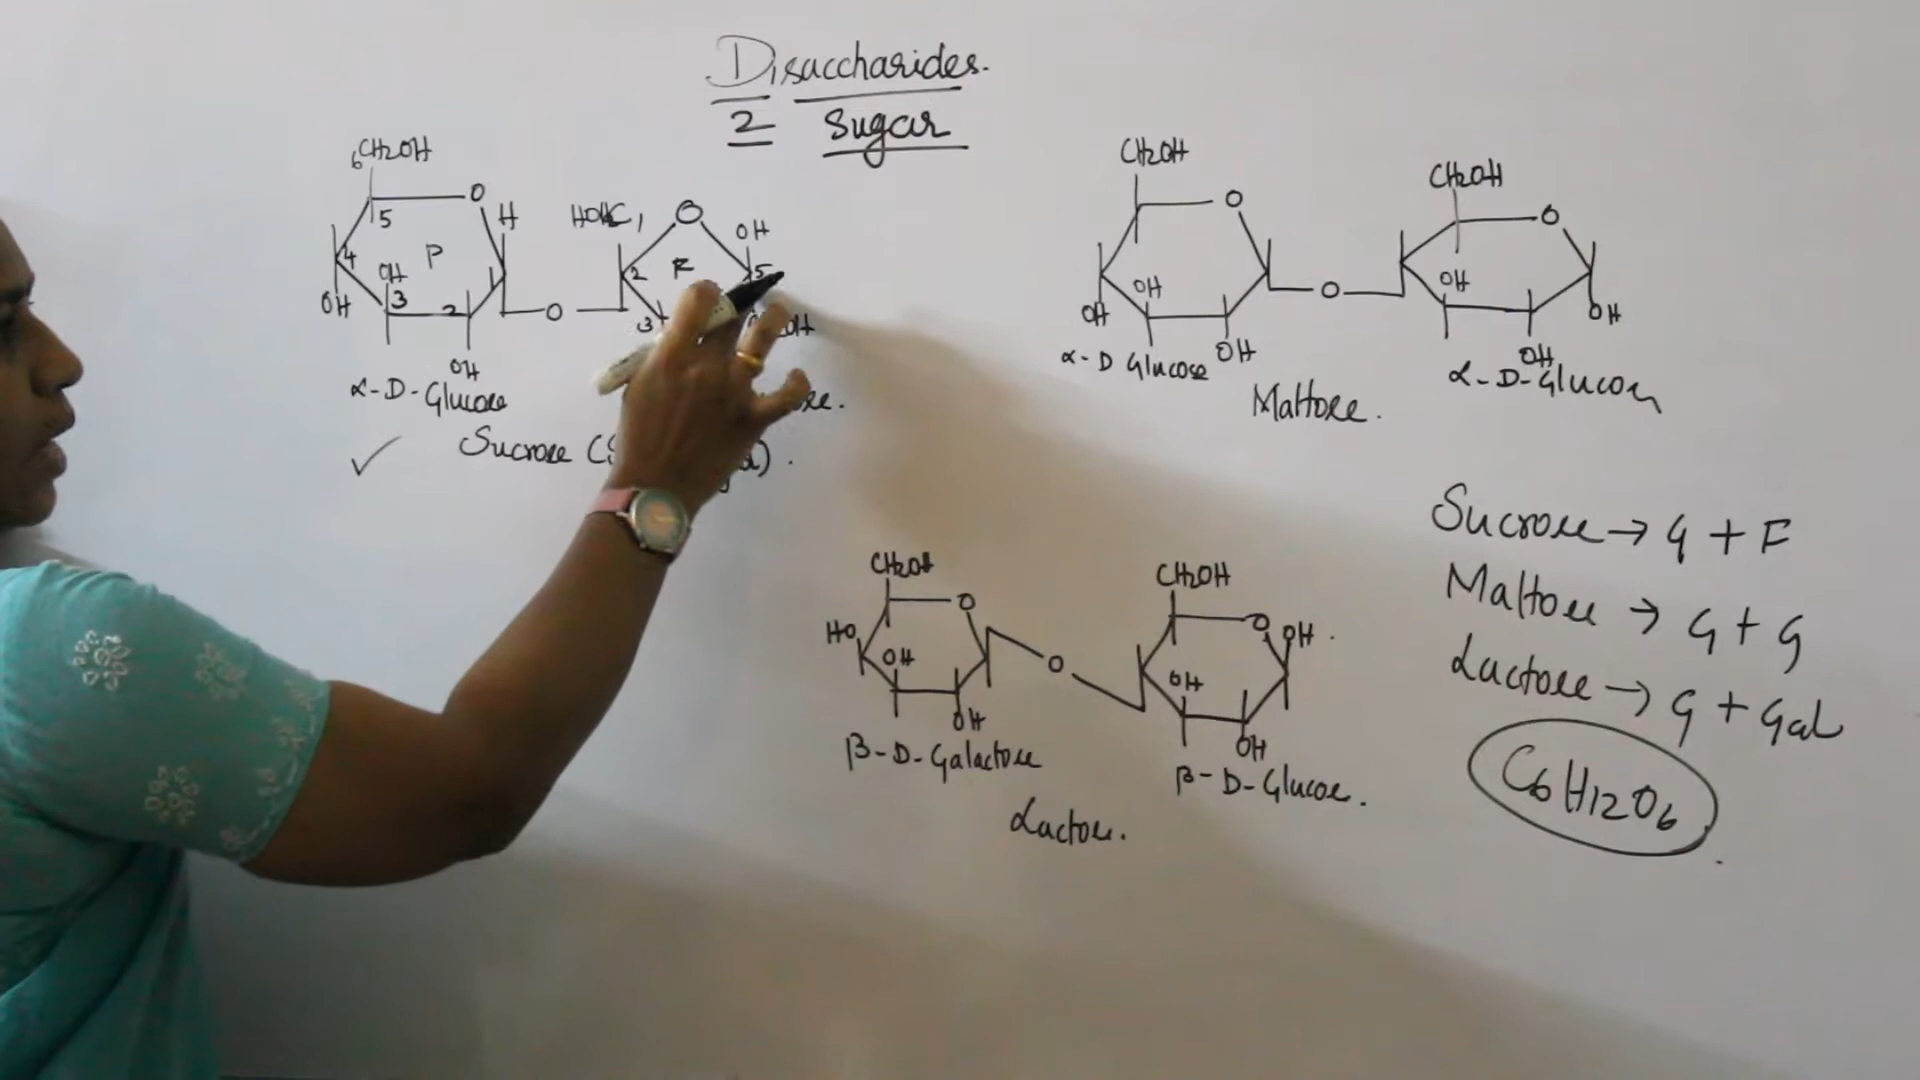 Disaccharides.
2 Sugar
6CH2OH
O
H
5
4
P
OH
3
2
OH
O
OH
α-D-Glucose
HOH2C 1
O
OH
2
F
5
3
Sucrose
CH2OH
O
OH
OH
OH
α-D Glucose
O
CH2OH
O
OH
OH
OH
α-D-Glucose
Maltose.
CH2OH
O
HO
OH
OH
β-D-Galactose
O
CH2OH
O
OH.
OH
OH
β-D-Glucose.
Lactose.
Sucrose → G + F
Maltose → G + G
Lactose → G + Gal
C6H12O6